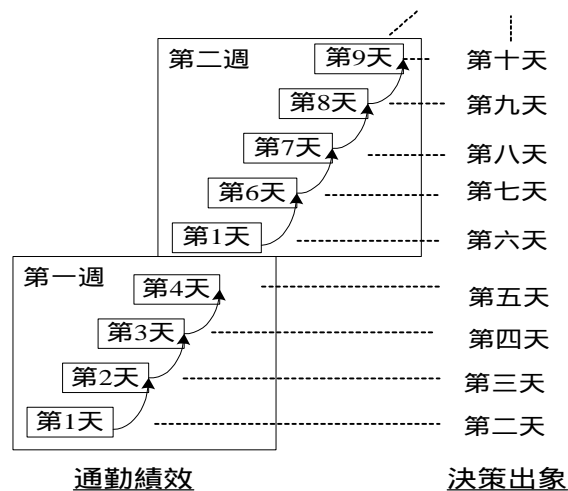 第二週
第9天
第十天
第8天
第九天
第7天
第八天
第6天
第七天
第1天
第六天
第一週
第4天
第五天
第3天
第四天
第2天
第三天
第1天
第二天
通勤績效
決策出象